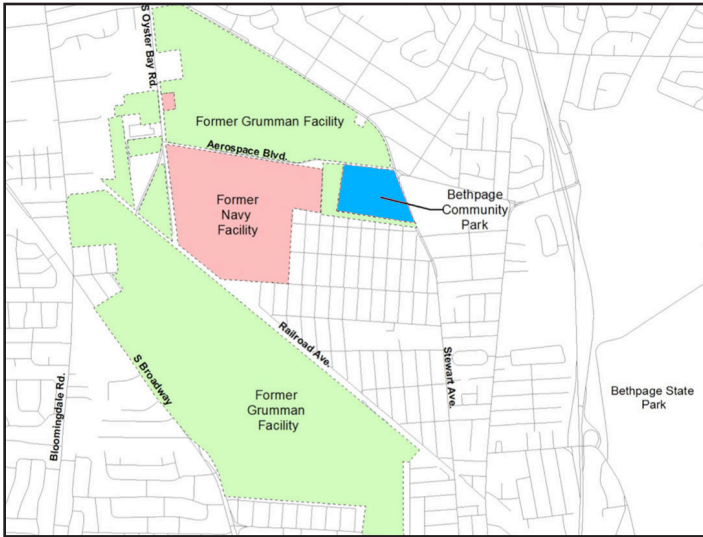 S Oyster Bay Rd.
Former Grumman Facility
Aerospace Blvd.
Former
Navy
Facility
Bethpage
Community
Park
Railroad Ave.
Stewart Ave.
S Broadway
Bloomingdale Rd.
Former
Grumman
Facility
Bethpage State
Park